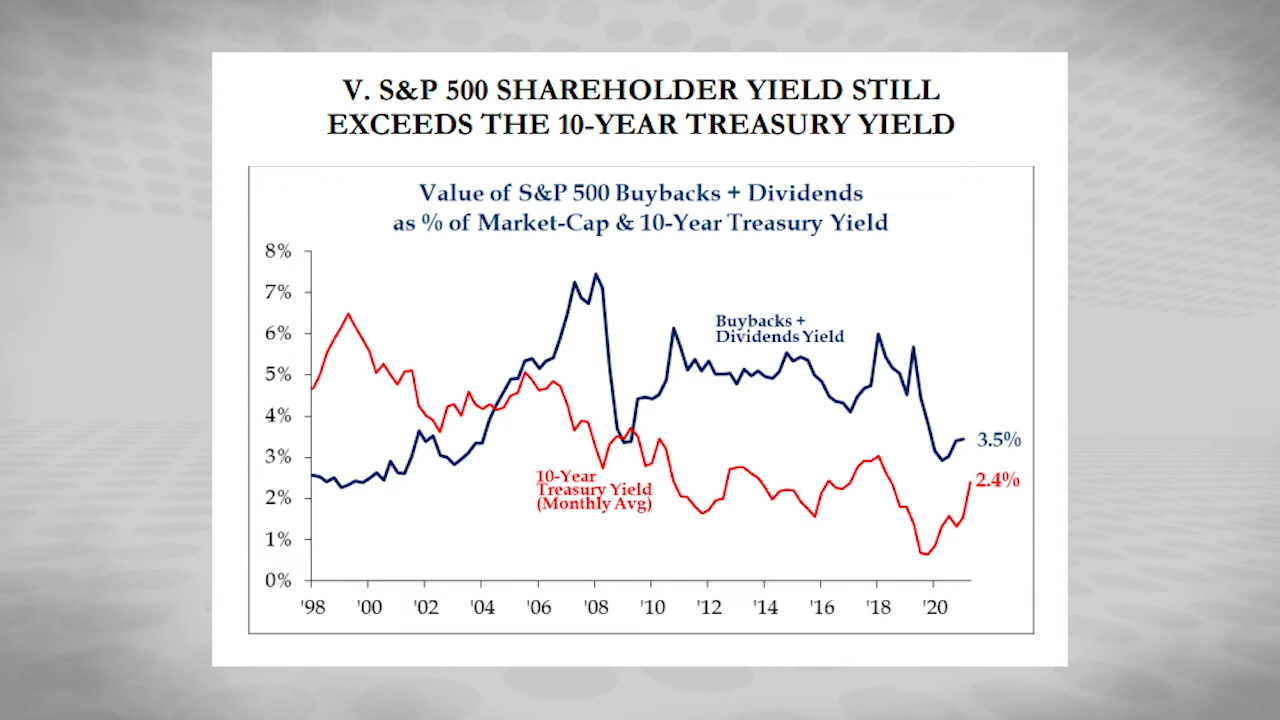 V. S&P 500 SHAREHOLDER YIELD STILL
EXCEEDS THE 10-YEAR TREASURY YIELD
Value of S&P 500 Buybacks + Dividends
as % of Market-Cap & 10-Year Treasury Yield
8%
7%
6%
5%
4%
3%
2%
1%
0%
Buybacks +
Dividends Yield
3.5%
2.4%
10-Year
Treasury Yield
(Monthly Avg)
'98 '00 '02 '04 '06 '08 '10 '12 '14 '16 '18 '20